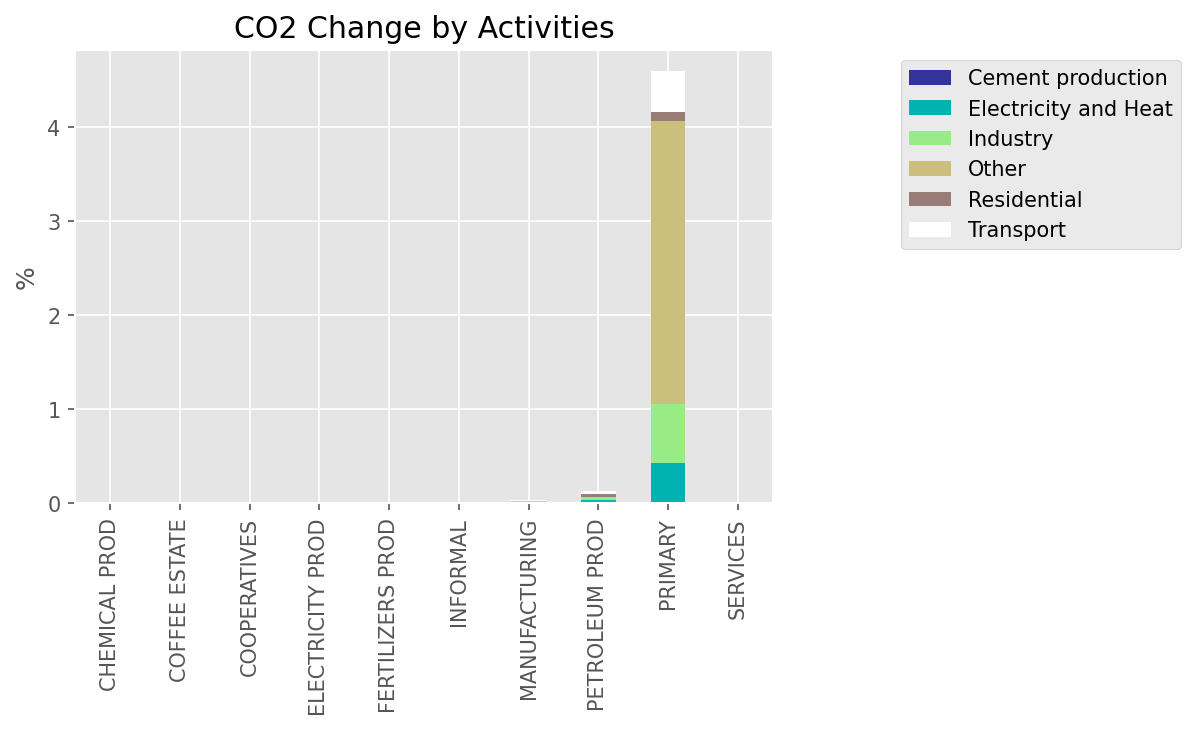 CO2 Change by Activities
%
4
3
2
1
0
CHEMICAL PROD
COFFEE ESTATE
COOPERATIVES
ELECTRICITY PROD
FERTILIZERS PROD
INFORMAL
MANUFACTURING
PETROLEUM PROD
PRIMARY
SERVICES
Cement production
Electricity and Heat
Industry
Other
Residential
Transport